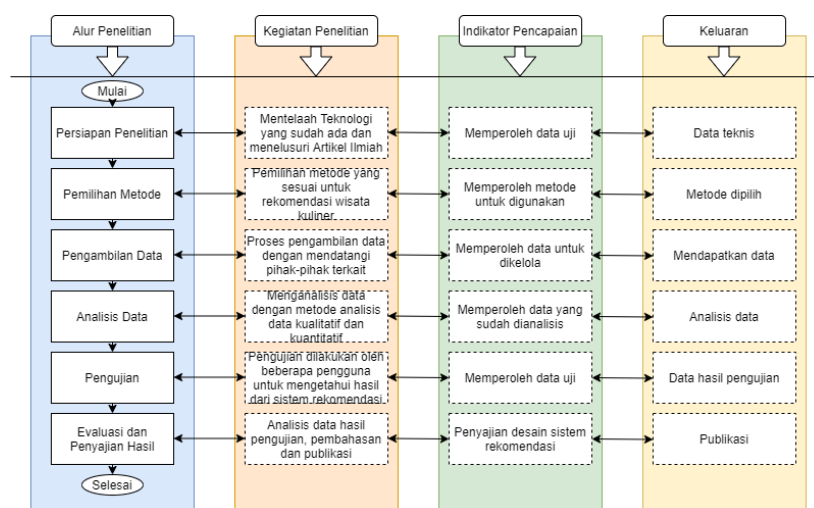 Alur Penelitian
Kegiatan Penelitian
Indikator Pencapaian
Keluaran
Mulai
Persiapan Penelitian
Mentelaah Teknologi
yang sudah ada dan
menelusuri Artikel Ilmiah
Memperoleh data uji
Data teknis
Pemilihan Metode
Pemilihan metode yang
sesuai untuk
rekomendasi wisata
kuliner.
Memperoleh metode
untuk digunakan
Metode dipilih
Pengambilan Data
Proses pengambilan data
dengan mendatangi
pihak-pihak terkait
Memperoleh data untuk
dikelola
Mendapatkan data
Analisis Data
Menganalisis data
dengan metode analisis
data kualitatif dan
kuantitatif
Memperoleh data yang
sudah dianalisis
Analisis data
Pengujian
Pengujian dilakukan oleh
beberapa pengguna
untuk mengetahui hasil
dari sistem rekomendasi.
Memperoleh data uji
Data hasil pengujian
Evaluasi dan
Penyajian Hasil
Analisis data hasil
pengujian, pembahasan
dan publikasi
Penyajian desain sistem
rekomendasi
Publikasi
Selesai